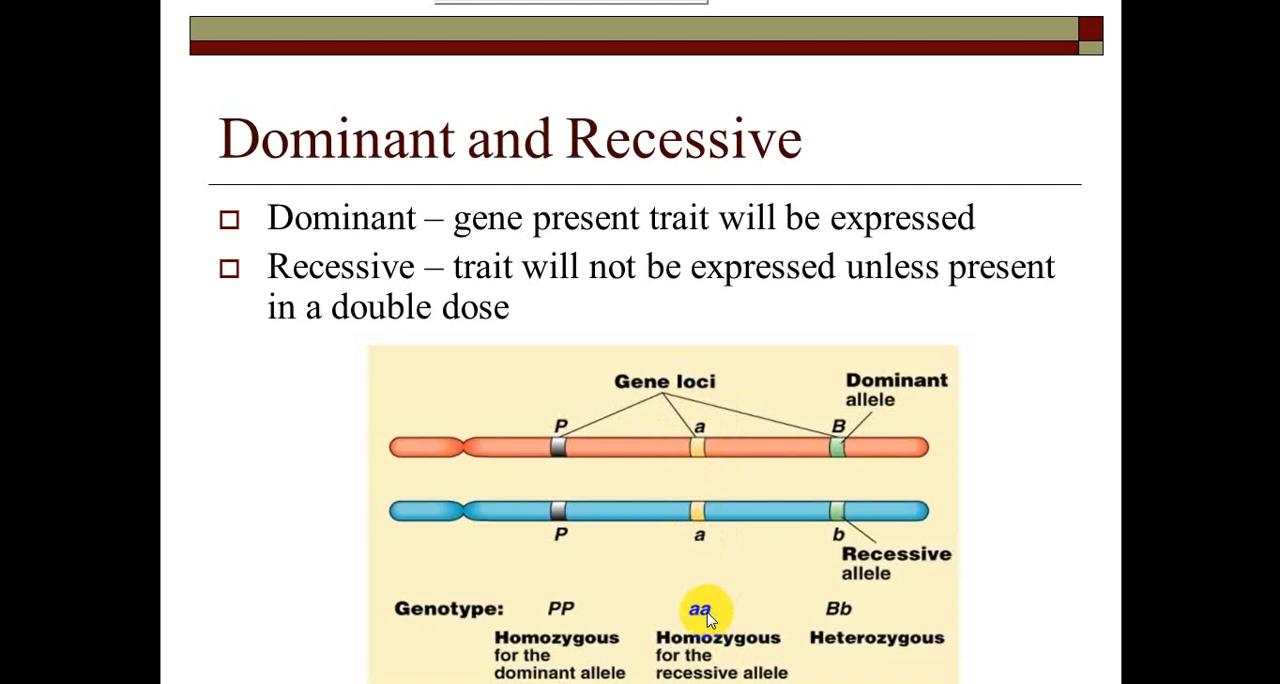 Dominant and Recessive
Dominant – gene present trait will be expressed
Recessive – trait will not be expressed unless present
in a double dose
Gene loci
Dominant
allele
P a B
P a b
Recessive
allele
Genotype: PP aa Bb
Homozygous Homozygous Heterozygous
for the for the
dominant allele recessive allele